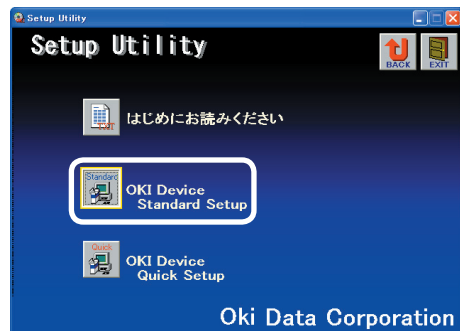 Setup Utility
Setup Utility
BACK
EXIT
TEXT
はじめにお読みください
Standard
OKI Device
Standard Setup
Quick
OKI Device
Quick Setup
Oki Data Corporation